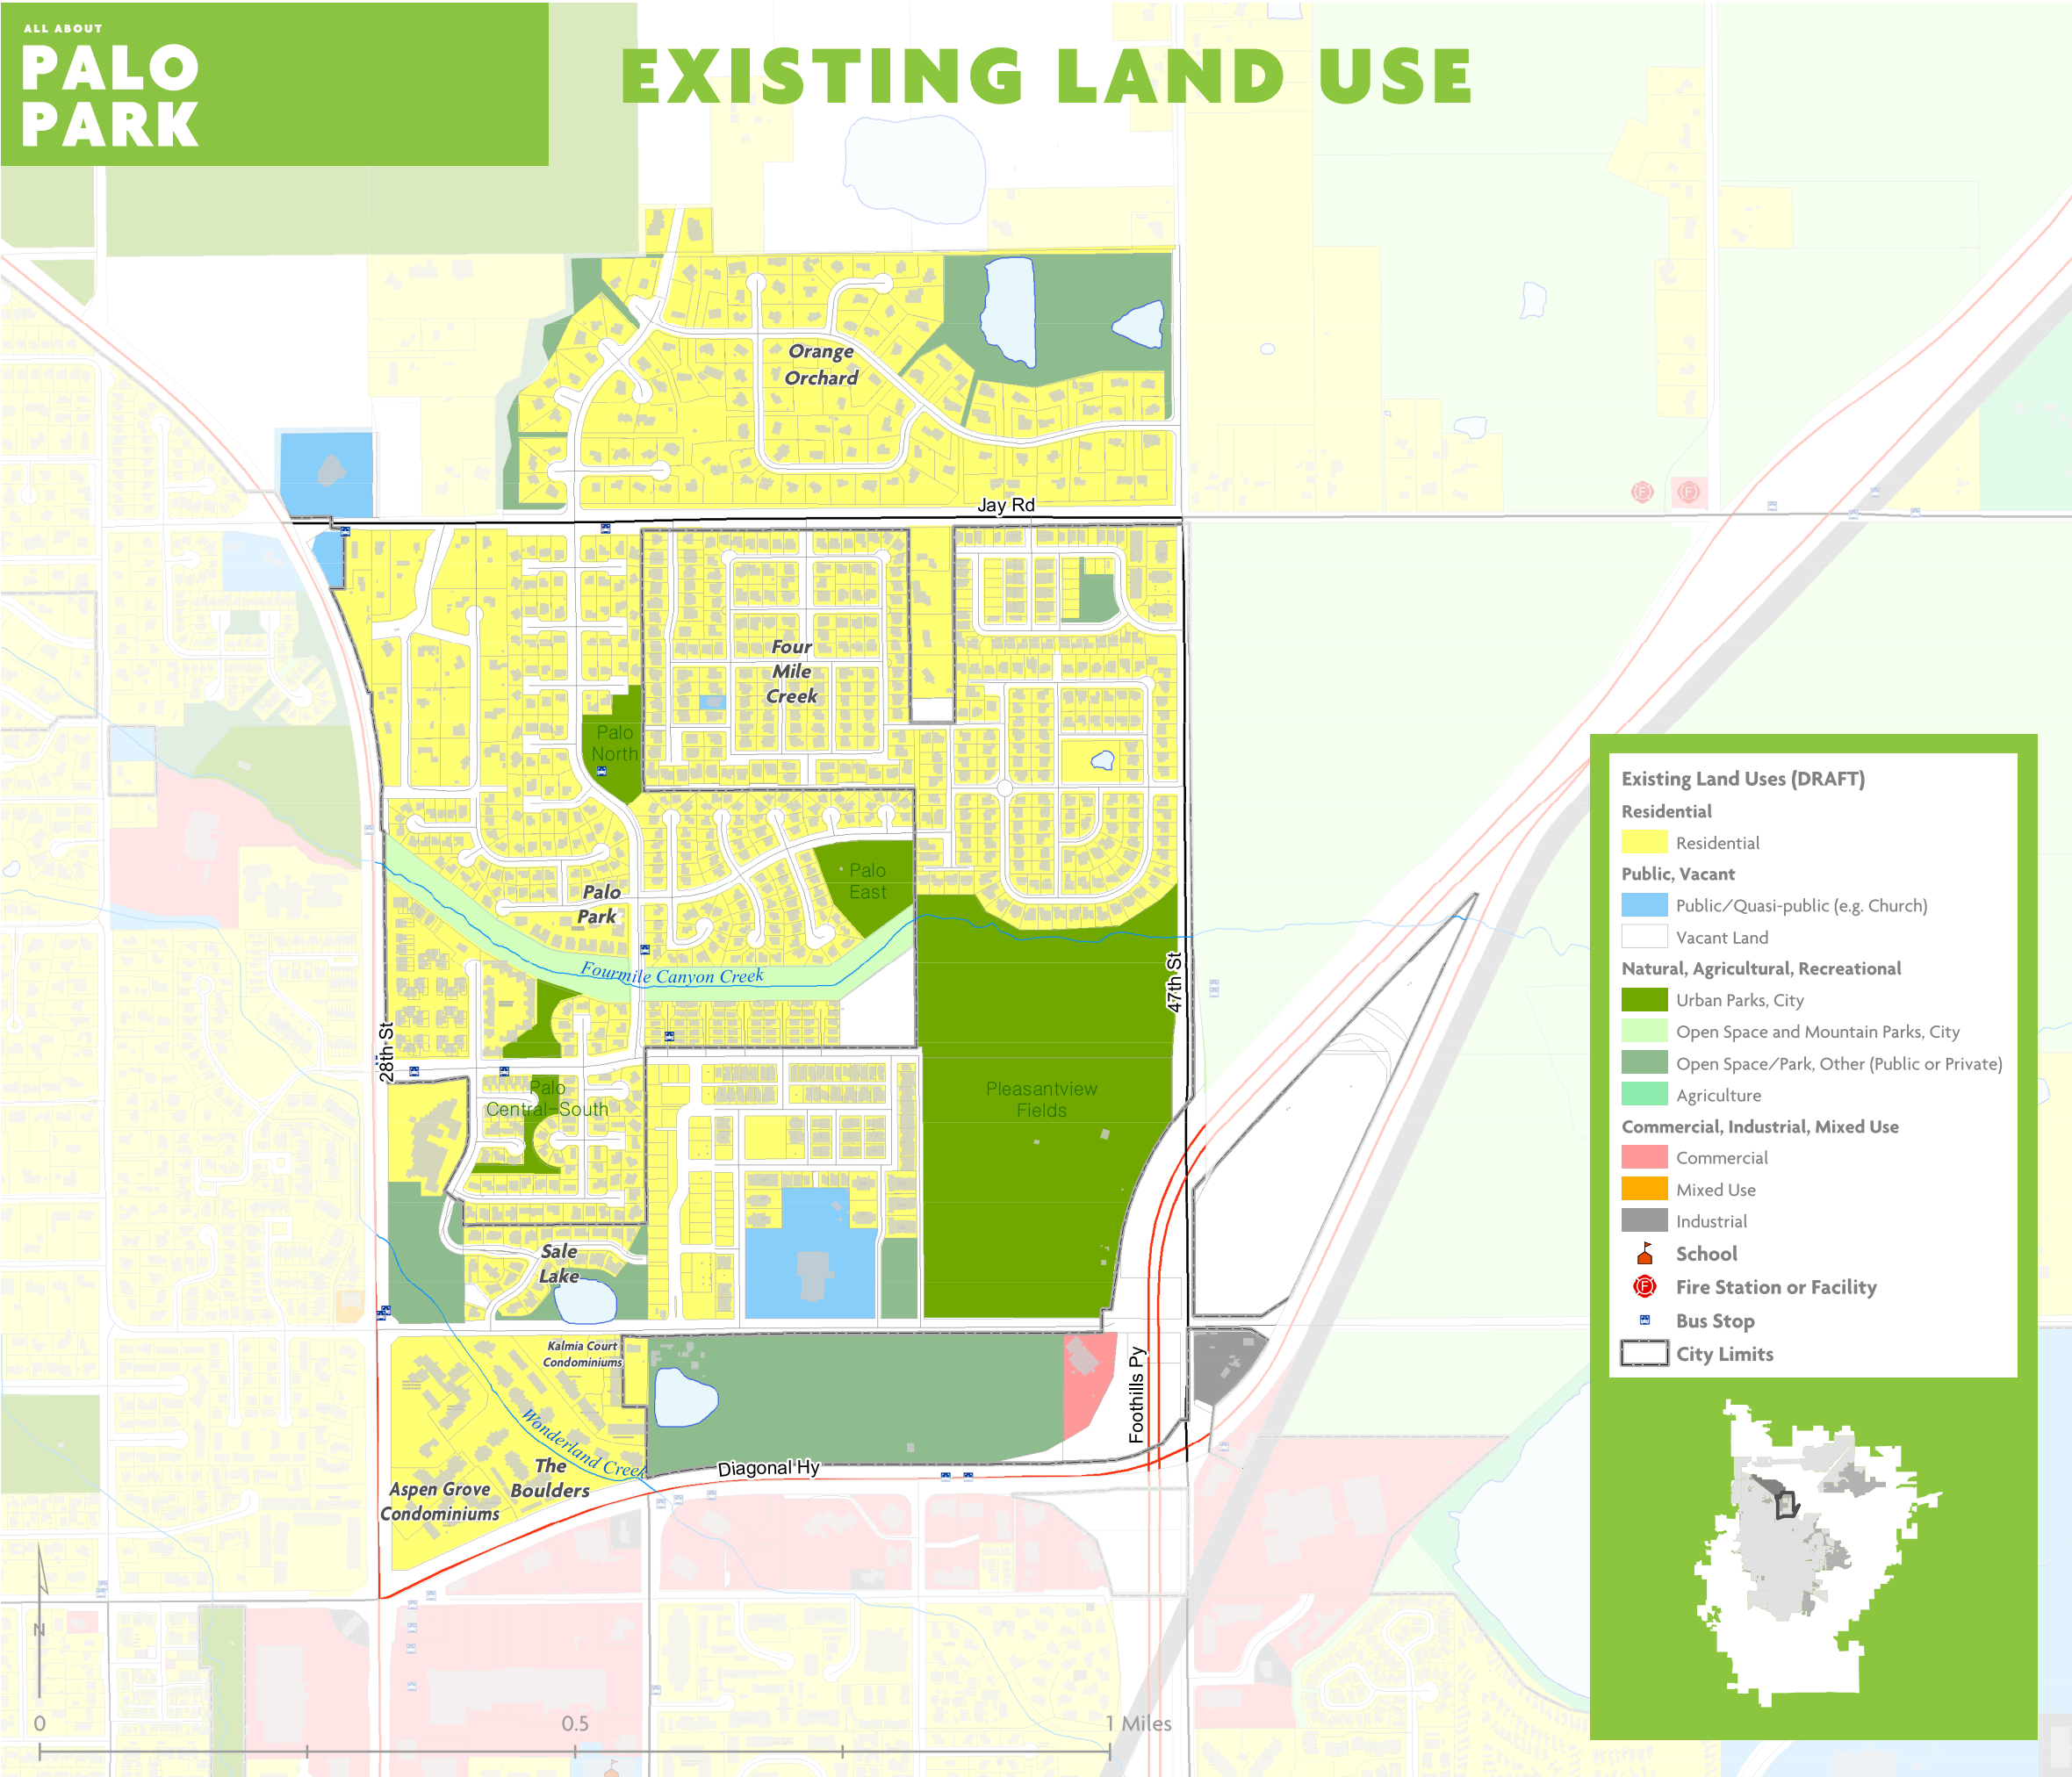 ALL ABOUT
PALO
PARK
EXISTING LAND USE
Orange
Orchard
Jay Rd
Four
Mile
Creek
Palo
North
Palo
East
Palo
Park
Fourmile Canyon Creek
47th St
28th St
Palo
Central-South
Pleasantview
Fields
Sale
Lake
Kalmia Court
Condominiums
Foothills Py
Wonderland Creek
Diagonal Hy
The
Boulders
Aspen Grove
Condominiums
N
0
0.5
1 Miles
Existing Land Uses (DRAFT)
Residential
Residential
Public, Vacant
Public/Quasi-public (e.g. Church)
Vacant Land
Natural, Agricultural, Recreational
Urban Parks, City
Open Space and Mountain Parks, City
Open Space/Park, Other (Public or Private)
Agriculture
Commercial, Industrial, Mixed Use
Commercial
Mixed Use
Industrial
School
F
Fire Station or Facility
Bus Stop
City Limits
F
F